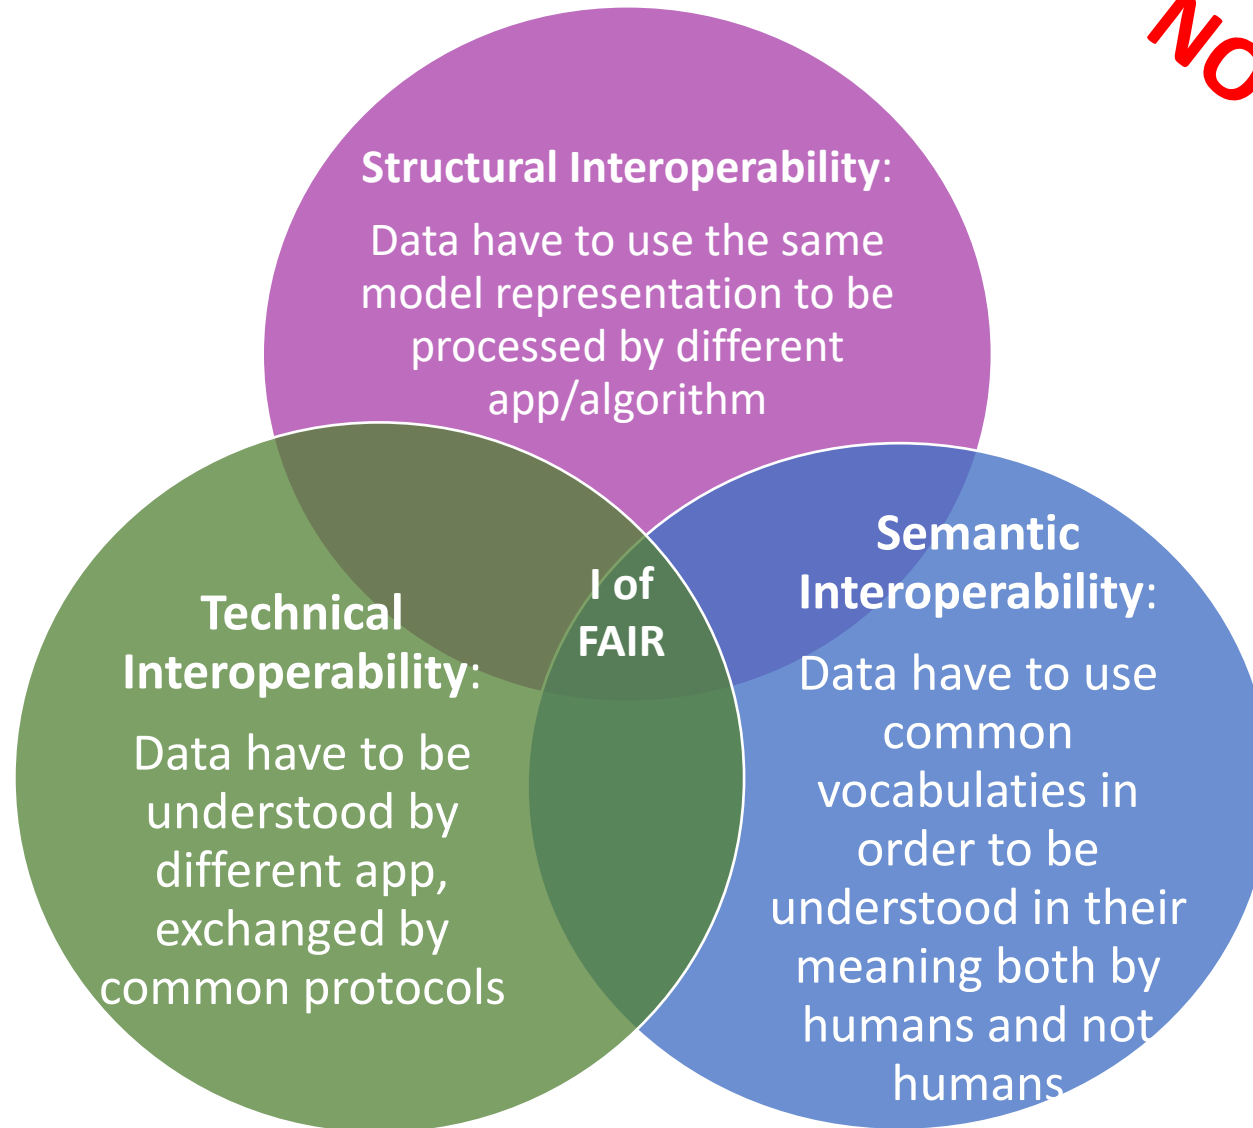 NO
Structural Interoperability:
Data have to use the same
model representation to be
processed by different
app/algorithm
I of
FAIR
Technical
Interoperability:
Data have to be
understood by
different app,
exchanged by
common protocols
Semantic
Interoperability:
Data have to use
common
vocabulaties in
order to be
understood in their
meaning both by
humans and not
humans